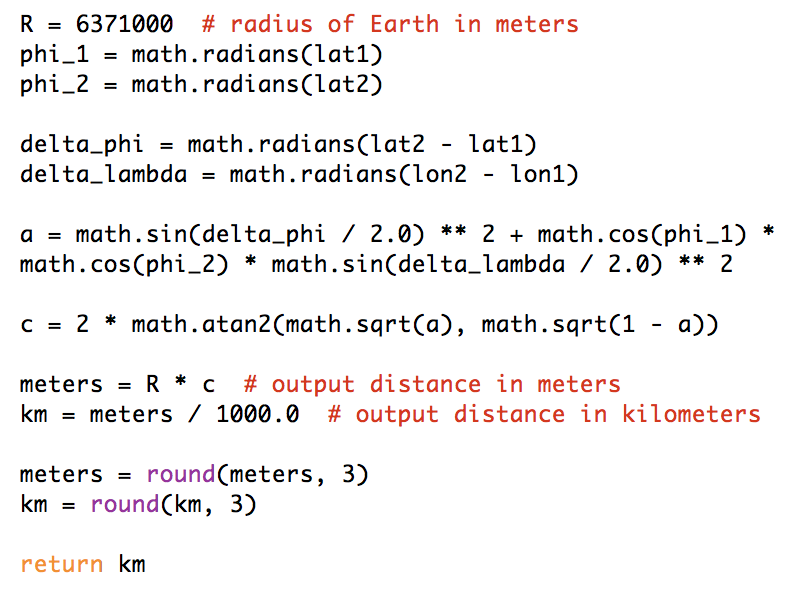 R = 6371000  # radius of Earth in meters
phi_1 = math.radians(lat1)
phi_2 = math.radians(lat2)
delta_phi = math.radians(lat2 - lat1)
delta_lambda = math.radians(lon2 - lon1)
a = math.sin(delta_phi / 2.0) ** 2 + math.cos(phi_1) *
math.cos(phi_2) * math.sin(delta_lambda / 2.0) ** 2
c = 2 * math.atan2(math.sqrt(a), math.sqrt(1 - a))
meters = R * c  # output distance in meters
km = meters / 1000.0  # output distance in kilometers
meters = round(meters, 3)
km = round(km, 3)
return km